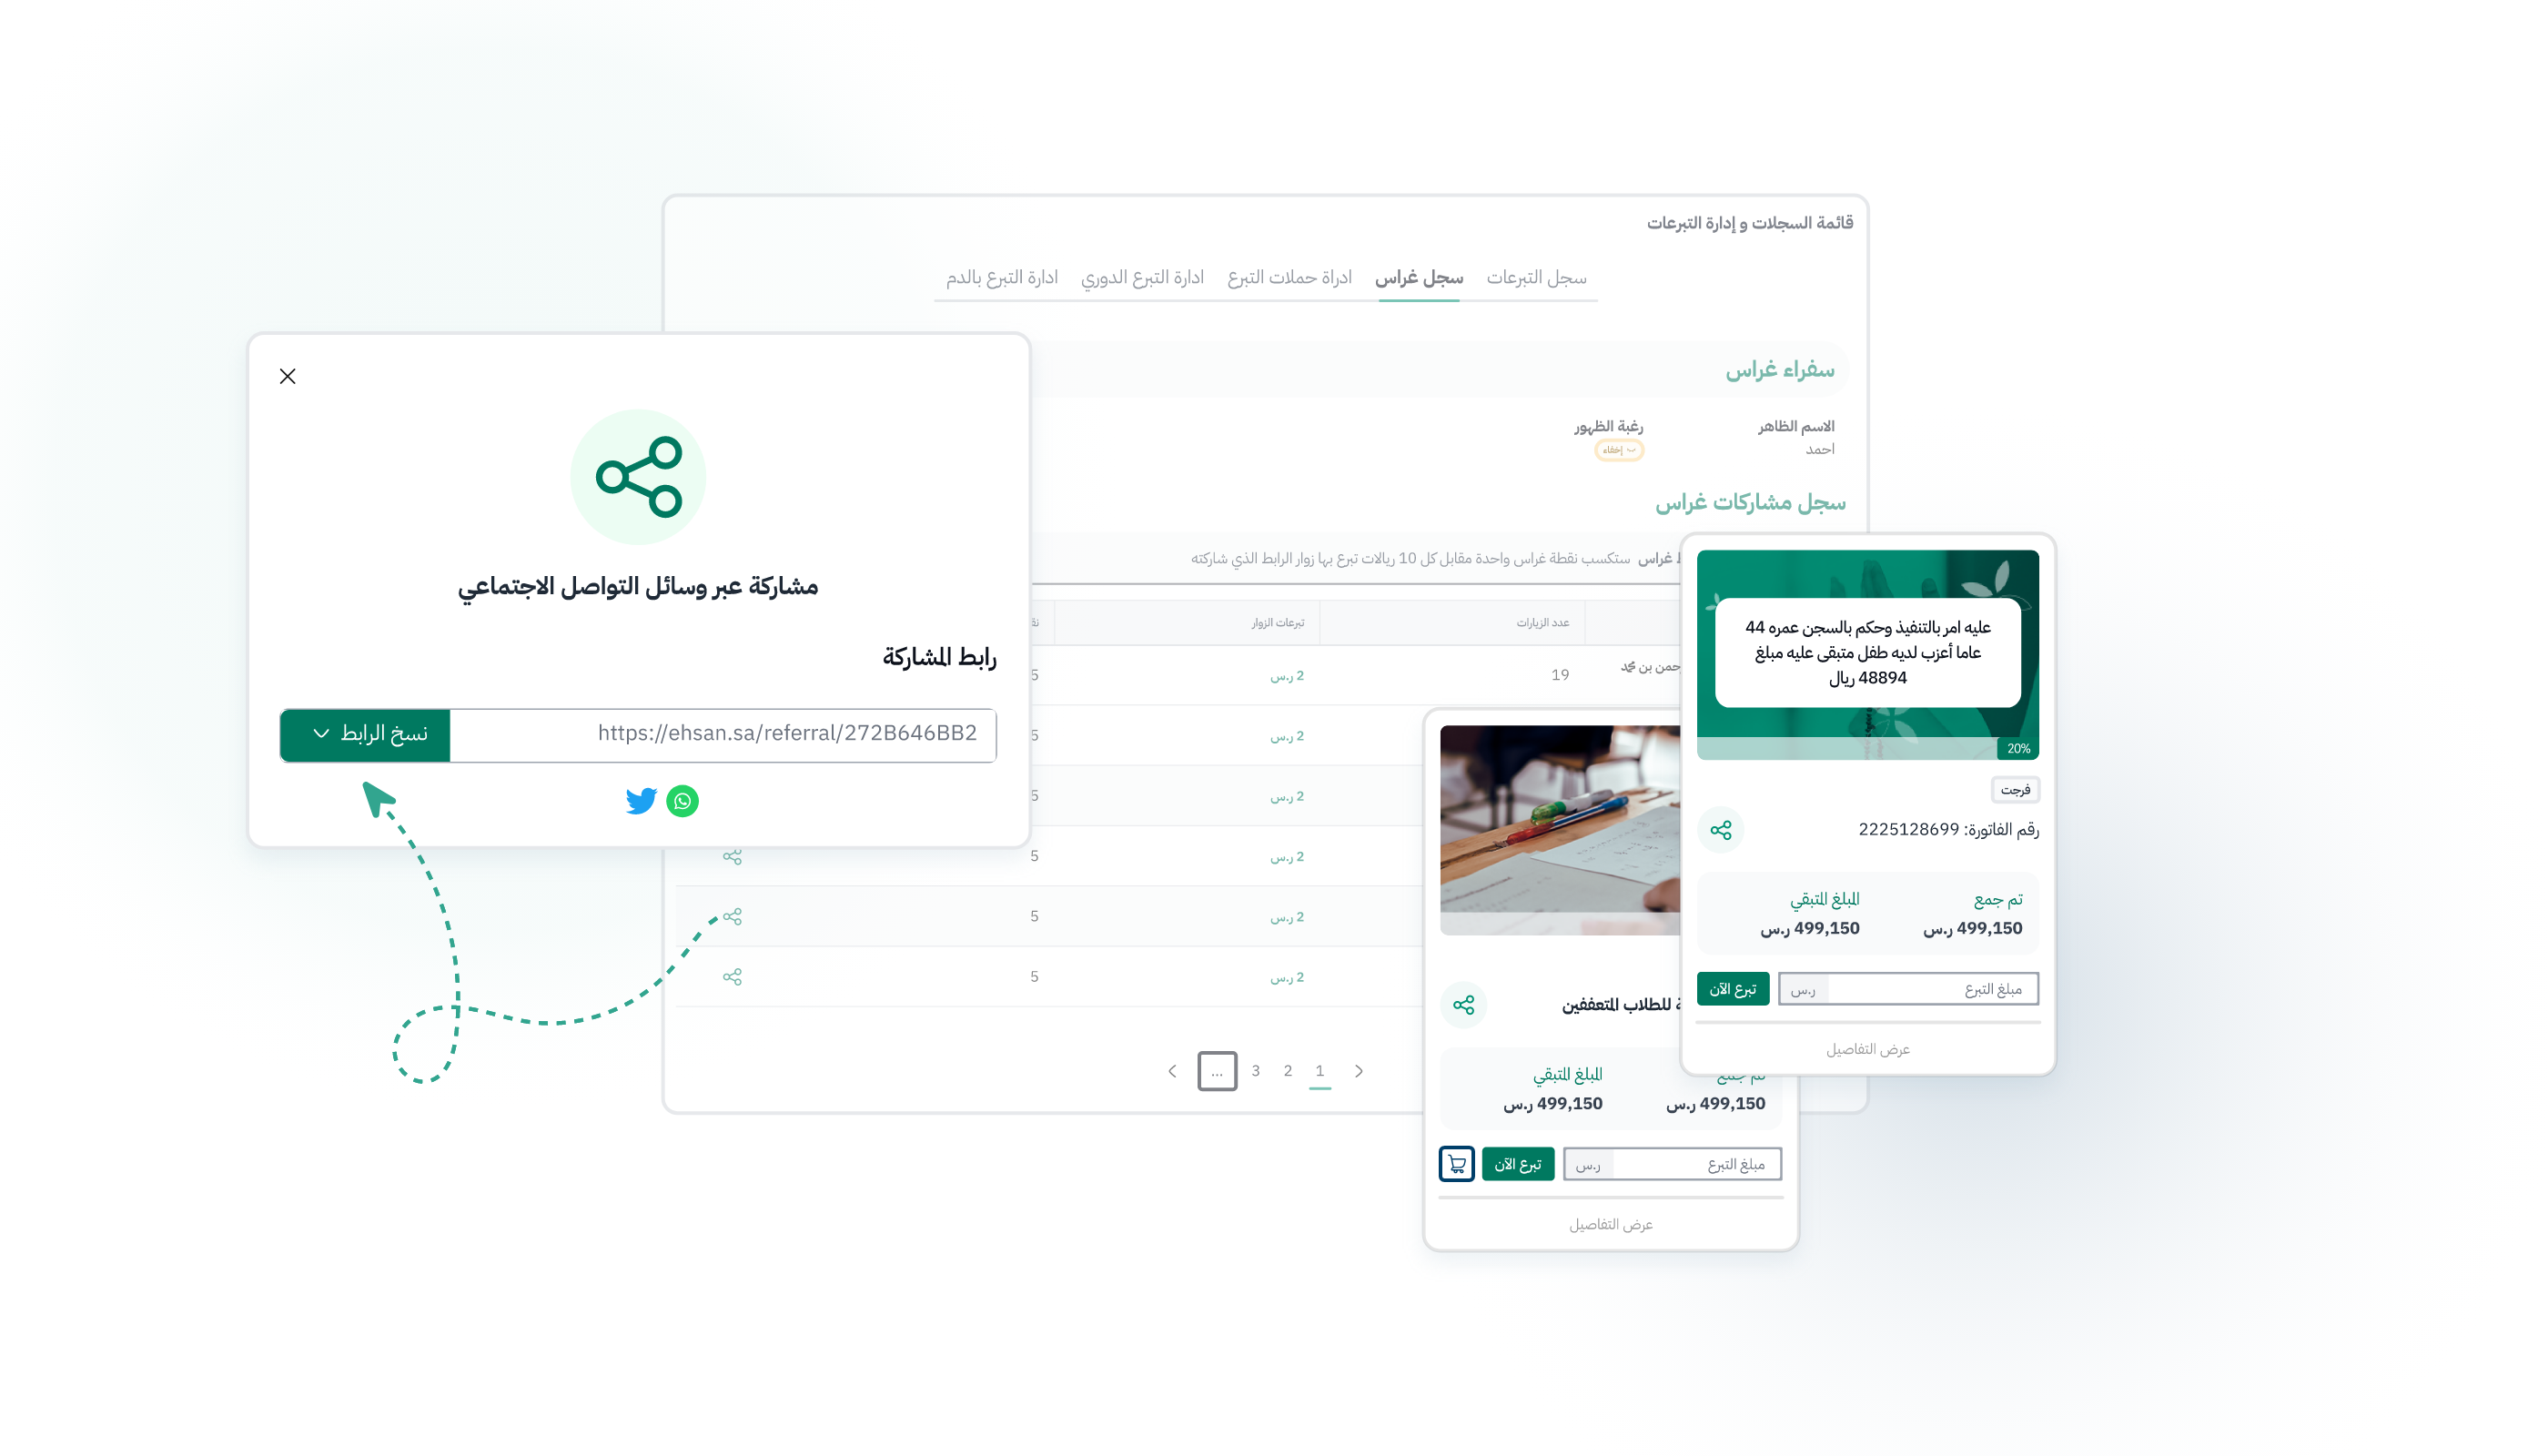 قائمة السجلات و إدارة التبرعات
سجل التبرعات
سجل غراس
ادراة حملات التبرع
ادارة التبرع الدوري
ادارة التبرع بالدم
سفراء غراس
الاسم الظاهر
احمد
رغبة الظهور
إخفاء
سجل مشاركات غراس
غراس ستكسب نقطة غراس واحدة مقابل كل 10 ريالات تبرع بها زوار الرابط الذي شاركته
عدد الزيارات
تبرعات الزوار
بن محمد
19
2 ر.س
5
2 ر.س
5
2 ر.س
5
2 ر.س
5
2 ر.س
5
2 ر.س
5
1
2
3
...
مشاركة عبر وسائل التواصل الاجتماعي
رابط المشاركة
https://ehsan.sa/referral/272B646BB2
نسخ الرابط
عليه امر بالتنفيذ وحكم بالسجن عمره 44
عاما أعزب لديه طفل متبقى عليه مبلغ
48894 ريال
20%
فرجت
رقم الفاتورة: 2225128699
تم جمع
المبلغ المتبقي
499,150 ر.س
499,150 ر.س
مبلغ التبرع
ر.س
تبرع الآن
عرض التفاصيل
للطلاب المتعففين
تم جمع
المبلغ المتبقي
499,150 ر.س
499,150 ر.س
مبلغ التبرع
ر.س
تبرع الآن
عرض التفاصيل